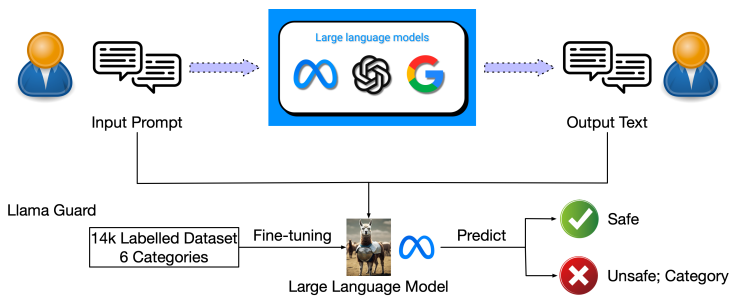 Large language models
Input Prompt
Output Text
Llama Guard
14k Labelled Dataset
6 Categories
Fine-tuning
Large Language Model
Predict
Safe
Unsafe; Category